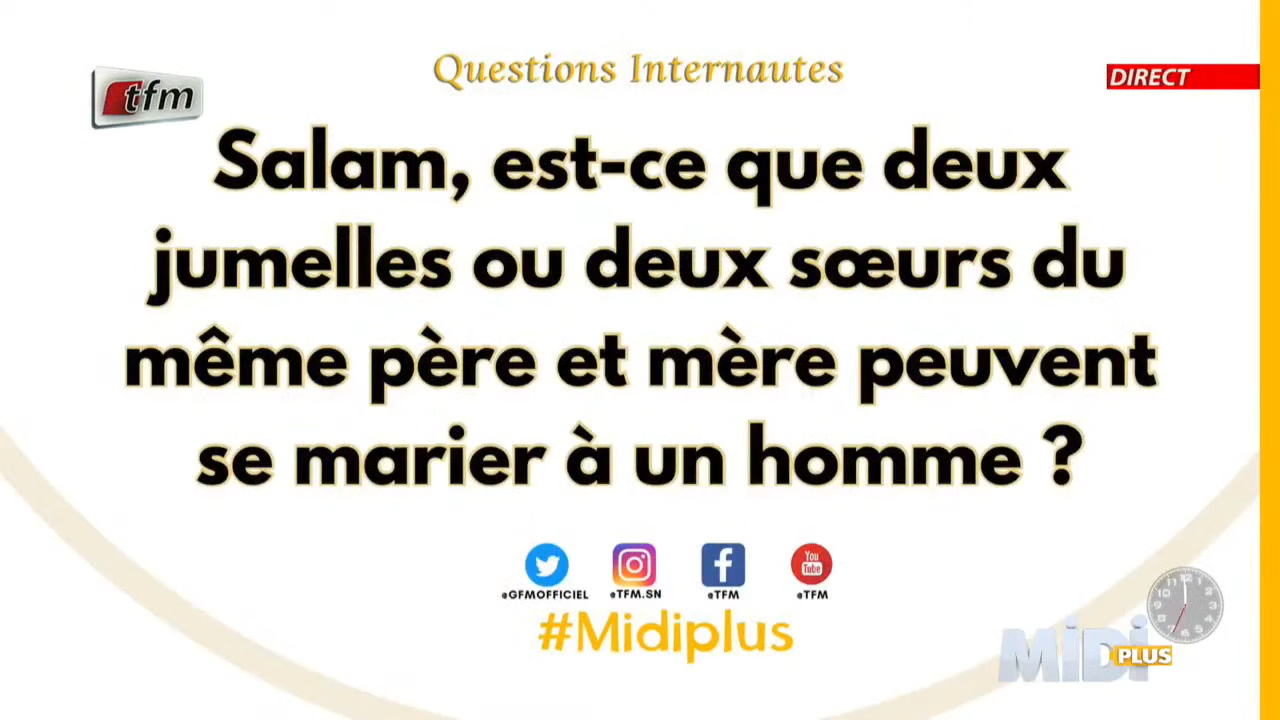 Questions Internautes
tfm
DIRECT
Salam, est-ce que deux
jumelles ou deux sœurs du
même père et mère peuvent
se marier à un homme ?
@GFMOFFICIEL @TFM.SN @TFM @TFM
#Midiplus
MiDi
PLUS